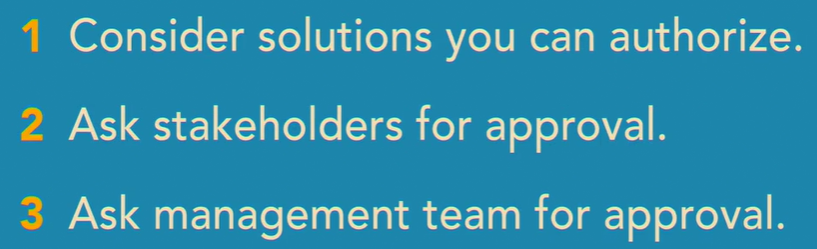 1 Consider solutions you can authorize.
2 Ask stakeholders for approval.
3 Ask management team for approval.